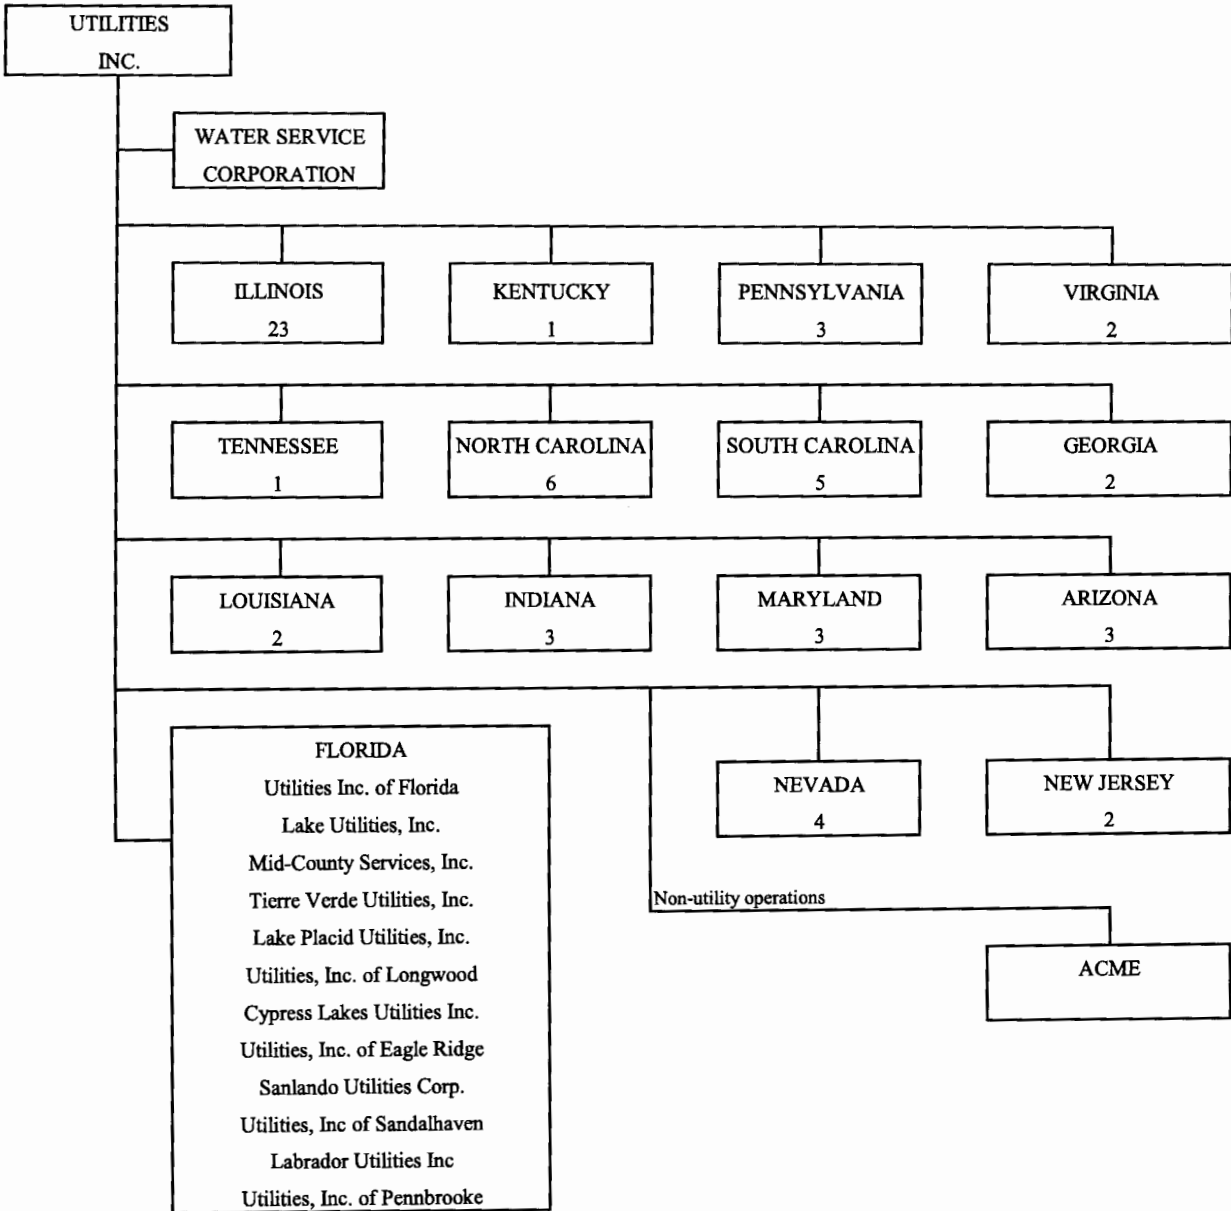 UTILITIES
INC.
WATER SERVICE
CORPORATION
ILLINOIS
23
KENTUCKY
1
PENNSYLVANIA
3
VIRGINIA
2
TENNESSEE
1
NORTH CAROLINA
6
SOUTH CAROLINA
5
GEORGIA
2
LOUISIANA
2
INDIANA
3
MARYLAND
3
ARIZONA
3
FLORIDA
Utilities Inc. of Florida
Lake Utilities, Inc.
Mid-County Services, Inc.
Tierre Verde Utilities, Inc.
Lake Placid Utilities, Inc.
Utilities, Inc. of Longwood
Cypress Lakes Utilities Inc.
Utilities, Inc. of Eagle Ridge
Sanlando Utilities Corp.
Utilities, Inc of Sandalhaven
Labrador Utilities Inc
Utilities, Inc. of Pennbrooke
NEVADA
4
NEW JERSEY
2
Non-utility operations
ACME